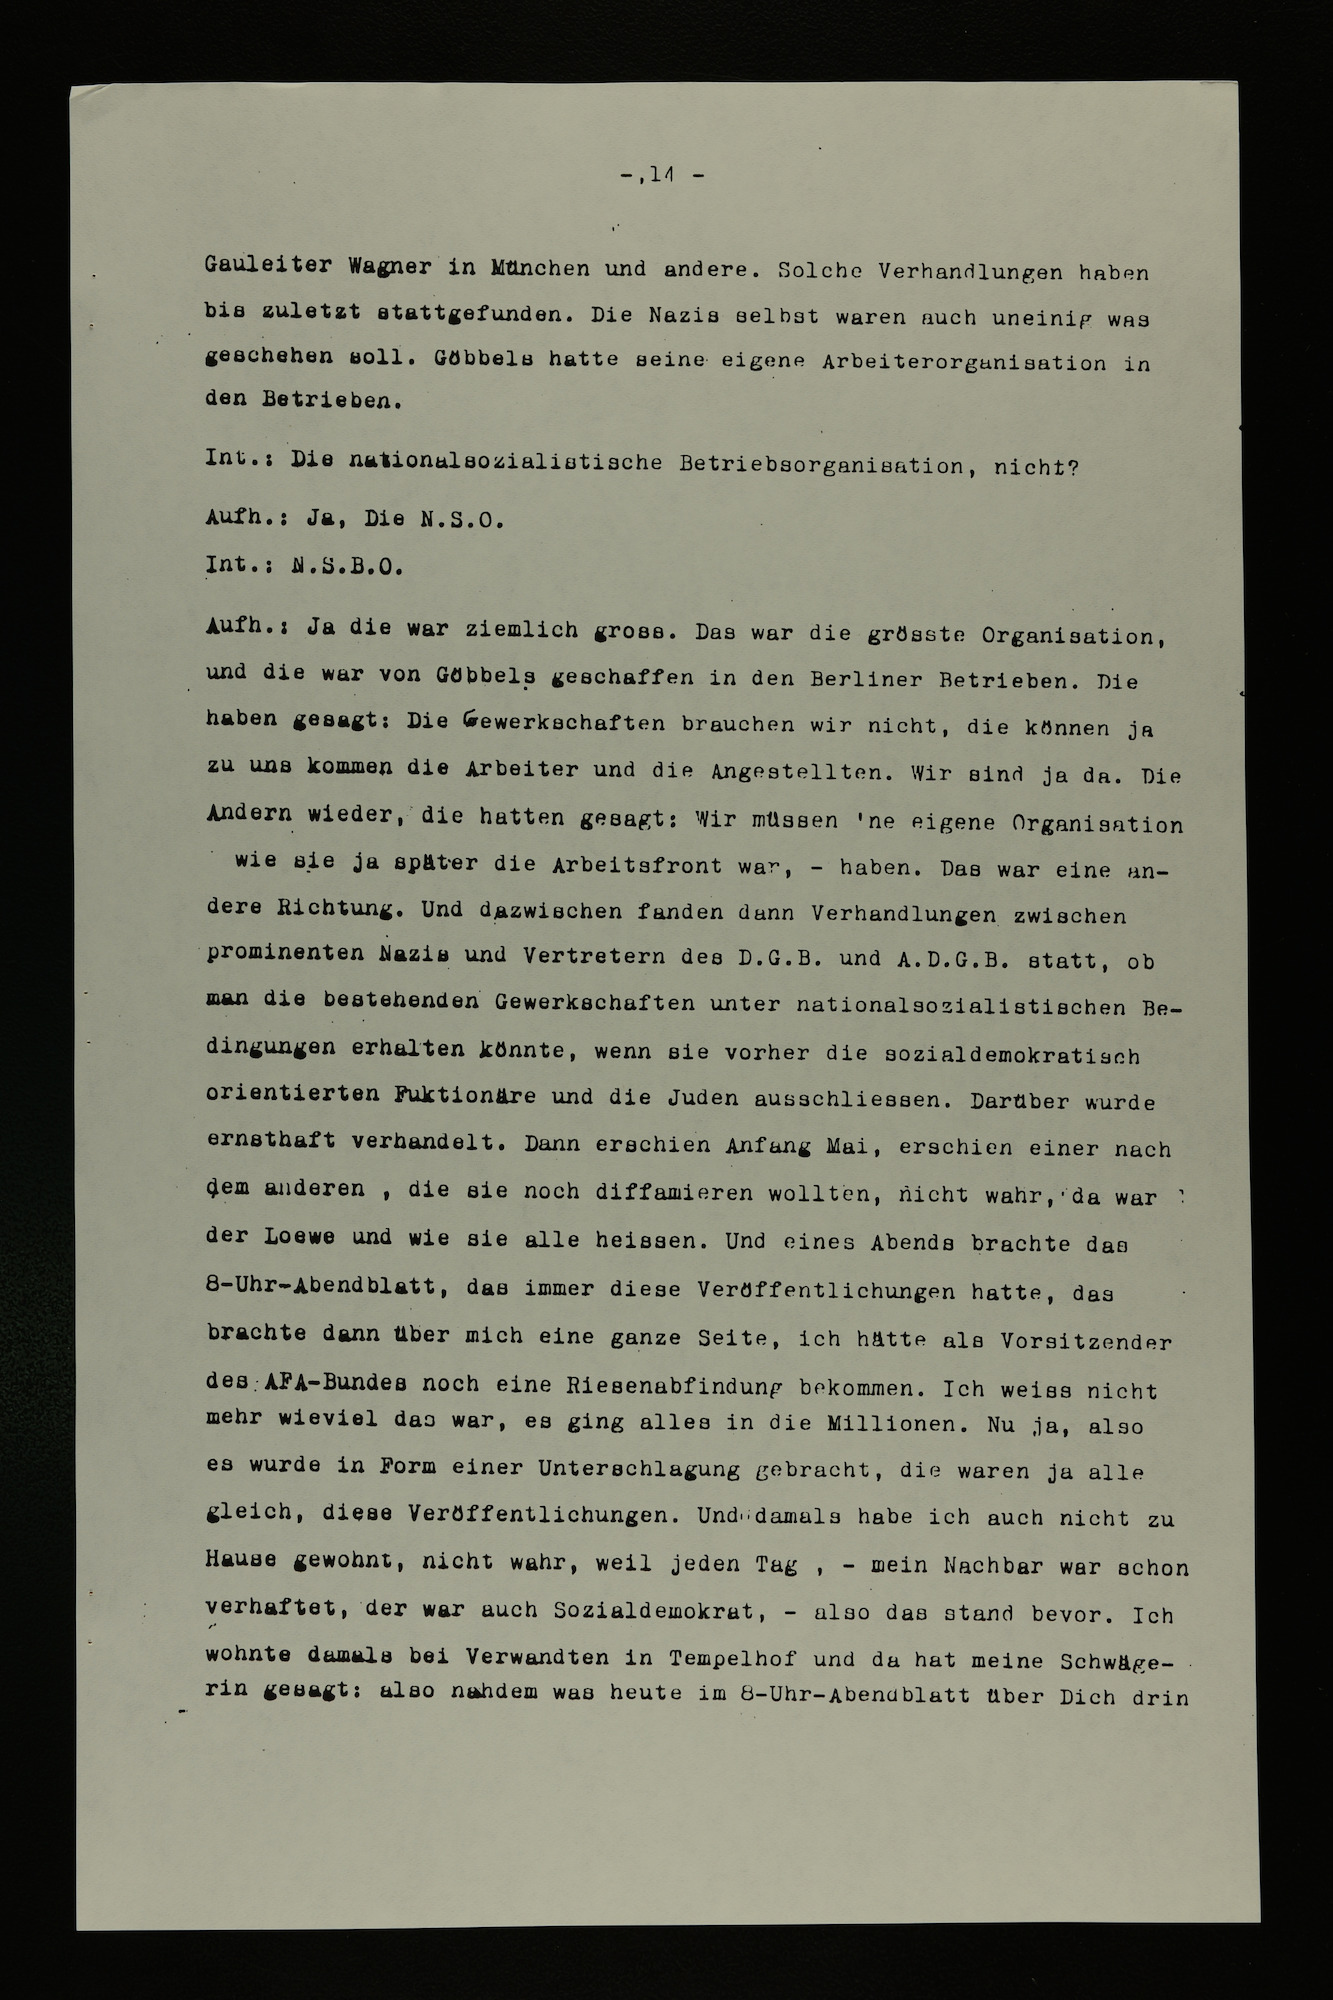 -,14 -
Gauleiter Wagner in München und andere. Solche Verhandlungen haben
bis zuletzt stattgefunden. Die Nazis selbst waren auch uneinig was
geschehen soll. Göbbels hatte seine eigene Arbeiterorganisation in
den Betrieben.
Int.: Die nationalsozialistische Betriebsorganisation, nicht?
Aufh.: Ja, Die N.S.O.
Int.: N.S.B.O.
Aufh.: Ja die war ziemlich gross. Das war die grösste Organisation,
und die war von Göbbels geschaffen in den Berliner Betrieben. Die
haben gesagt: Die Gewerkschaften brauchen wir nicht, die können ja
zu uns kommen die Arbeiter und die Angestellten. Wir sind ja da. Die
Andern wieder, die hatten gesagt: Wir müssen 'ne eigene Organisation
wie sie ja später die Arbeitsfront war, - haben. Das war eine an-
dere Richtung. Und dazwischen fanden dann Verhandlungen zwischen
prominenten Nazis und Vertretern des D.G.B. und A.D.G.B. statt, ob
man die bestehenden Gewerkschaften unter nationalsozialistischen Be-
dingungen erhalten könnte, wenn sie vorher die sozialdemokratisch
orientierten Fuktionäre und die Juden ausschliessen. Darüber wurde
ernsthaft verhandelt. Dann erschien Anfang Mai, erschien einer nach
dem anderen , die sie noch diffamieren wollten, nicht wahr, da war
der Loewe und wie sie alle heissen. Und eines Abends brachte das
8-Uhr-Abendblatt, das immer diese Veröffentlichungen hatte, das
brachte dann über mich eine ganze Seite, ich hätte als Vorsitzender
des AFA-Bundes noch eine Riesenabfindung bekommen. Ich weiss nicht
mehr wieviel das war, es ging alles in die Millionen. Nu ja, also
es wurde in Form einer Unterschlagung gebracht, die waren ja alle
gleich, diese Veröffentlichungen. Und damals habe ich auch nicht zu
Hause gewohnt, nicht wahr, weil jeden Tag , - mein Nachbar war schon
verhaftet, der war auch Sozialdemokrat, - also das stand bevor. Ich
wohnte damals bei Verwandten in Tempelhof und da hat meine Schwäge-
rin gesagt: also nahdem was heute im 8-Uhr-Abendblatt über Dich drin